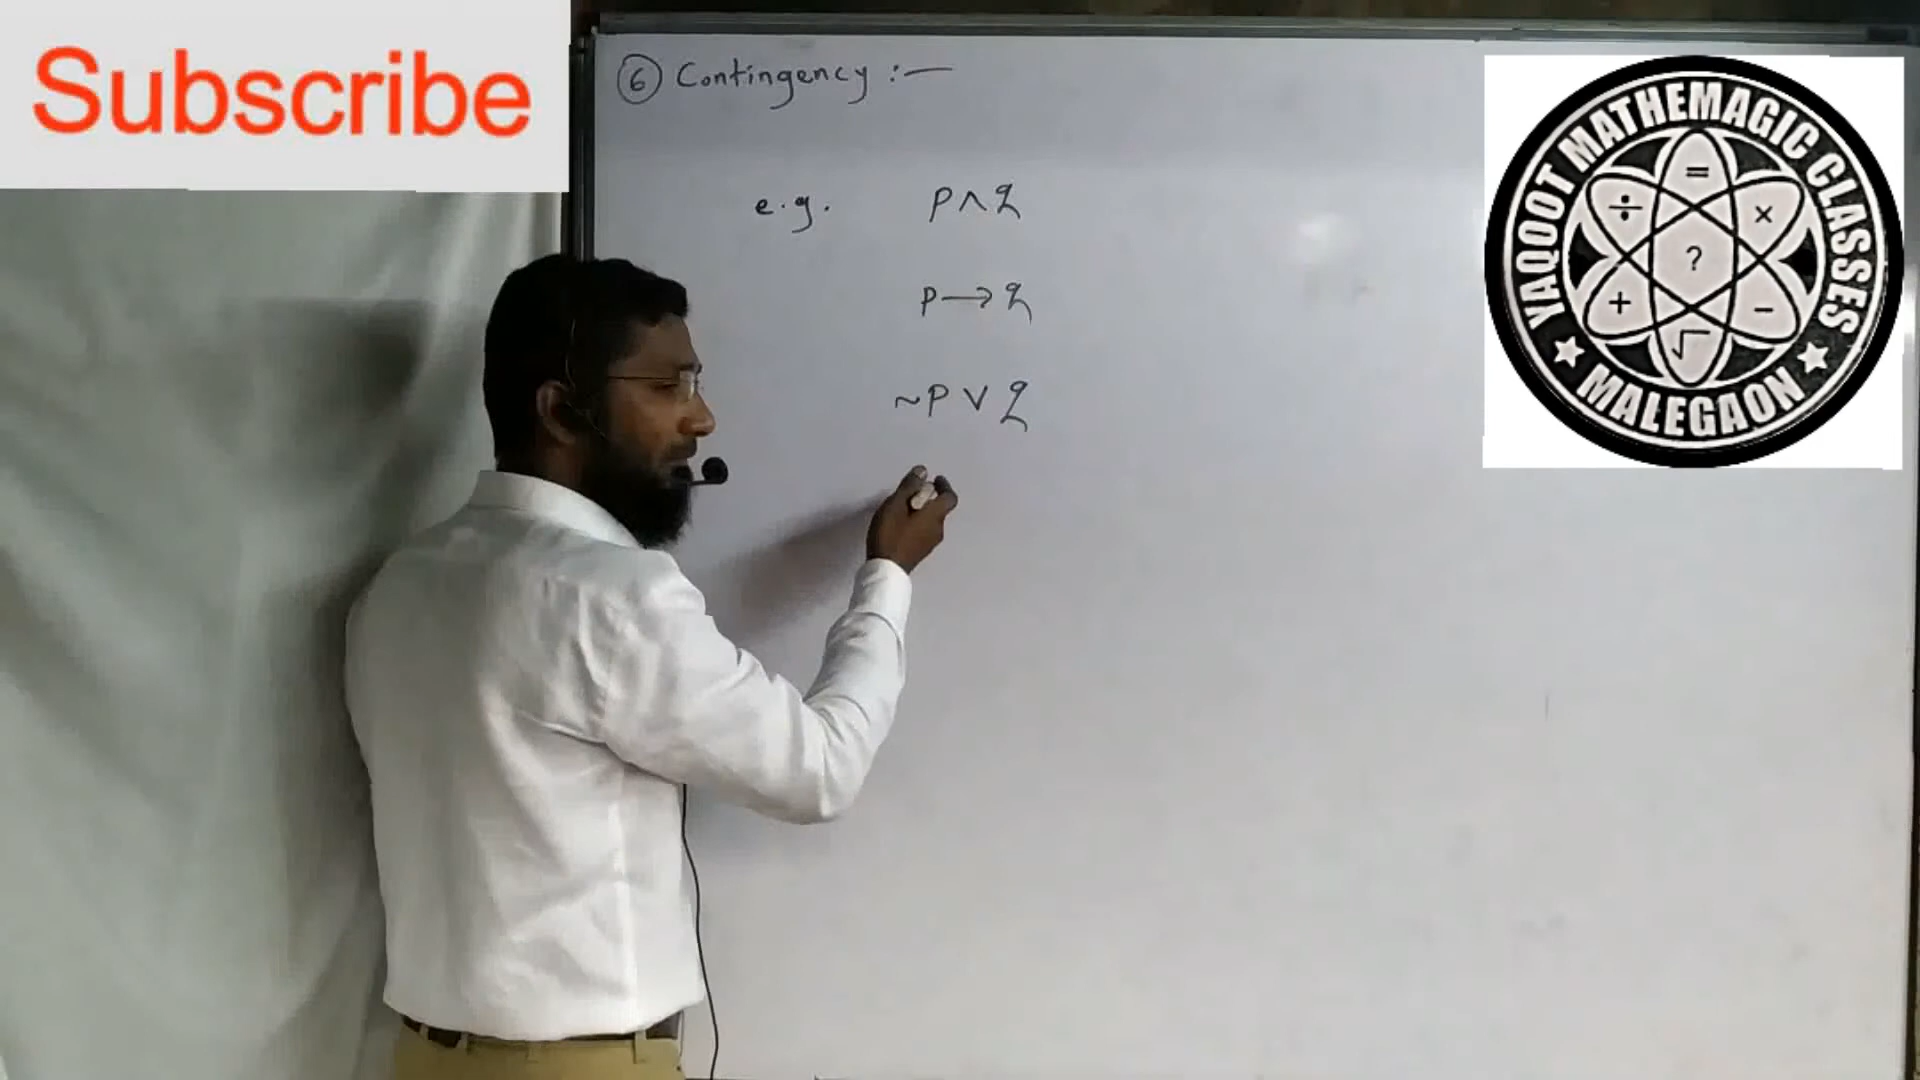 Subscribe
⑥ Contingency :—
e.g. p ∧ q
p → q
~p ∨ q
YAQOOT MATHEMAGIC CLASSES
= ÷ × ? + − √
★ MALEGAON ★